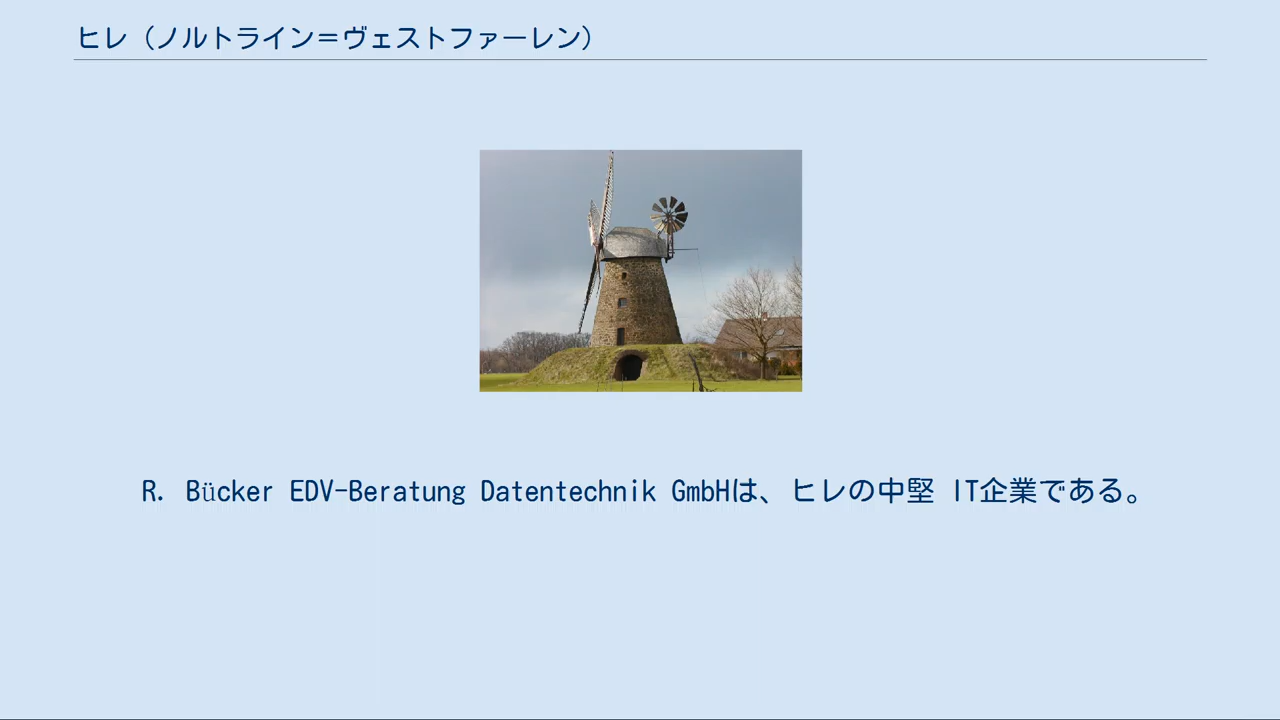 ヒレ（ノルトライン＝ヴェストファーレン）
R. Bücker EDV-Beratung Datentechnik GmbHは、ヒレの中堅 IT企業である。